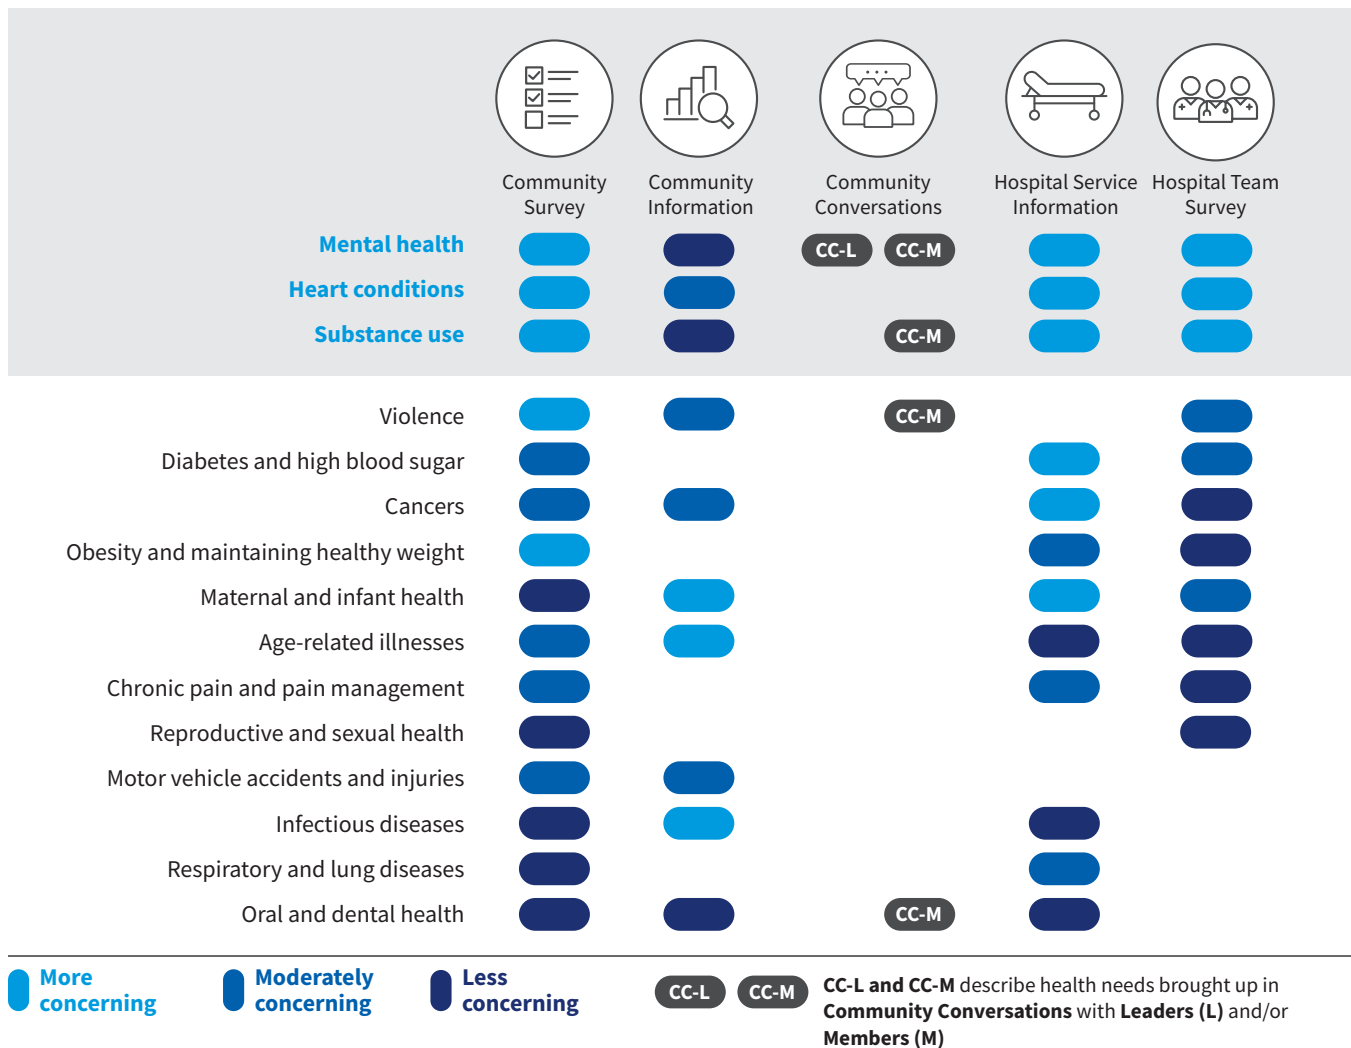 Community
Survey
Community
Information
Community
Conversations
Hospital Service
Information
Hospital Team
Survey
Mental health
CC-L CC-M
Heart conditions
Substance use
CC-M
Violence
CC-M
Diabetes and high blood sugar
Cancers
Obesity and maintaining healthy weight
Maternal and infant health
Age-related illnesses
Chronic pain and pain management
Reproductive and sexual health
Motor vehicle accidents and injuries
Infectious diseases
Respiratory and lung diseases
Oral and dental health
CC-M
More
concerning
Moderately
concerning
Less
concerning
CC-L CC-M
CC-L and CC-M describe health needs brought up in
Community Conversations with Leaders (L) and/or
Members (M)